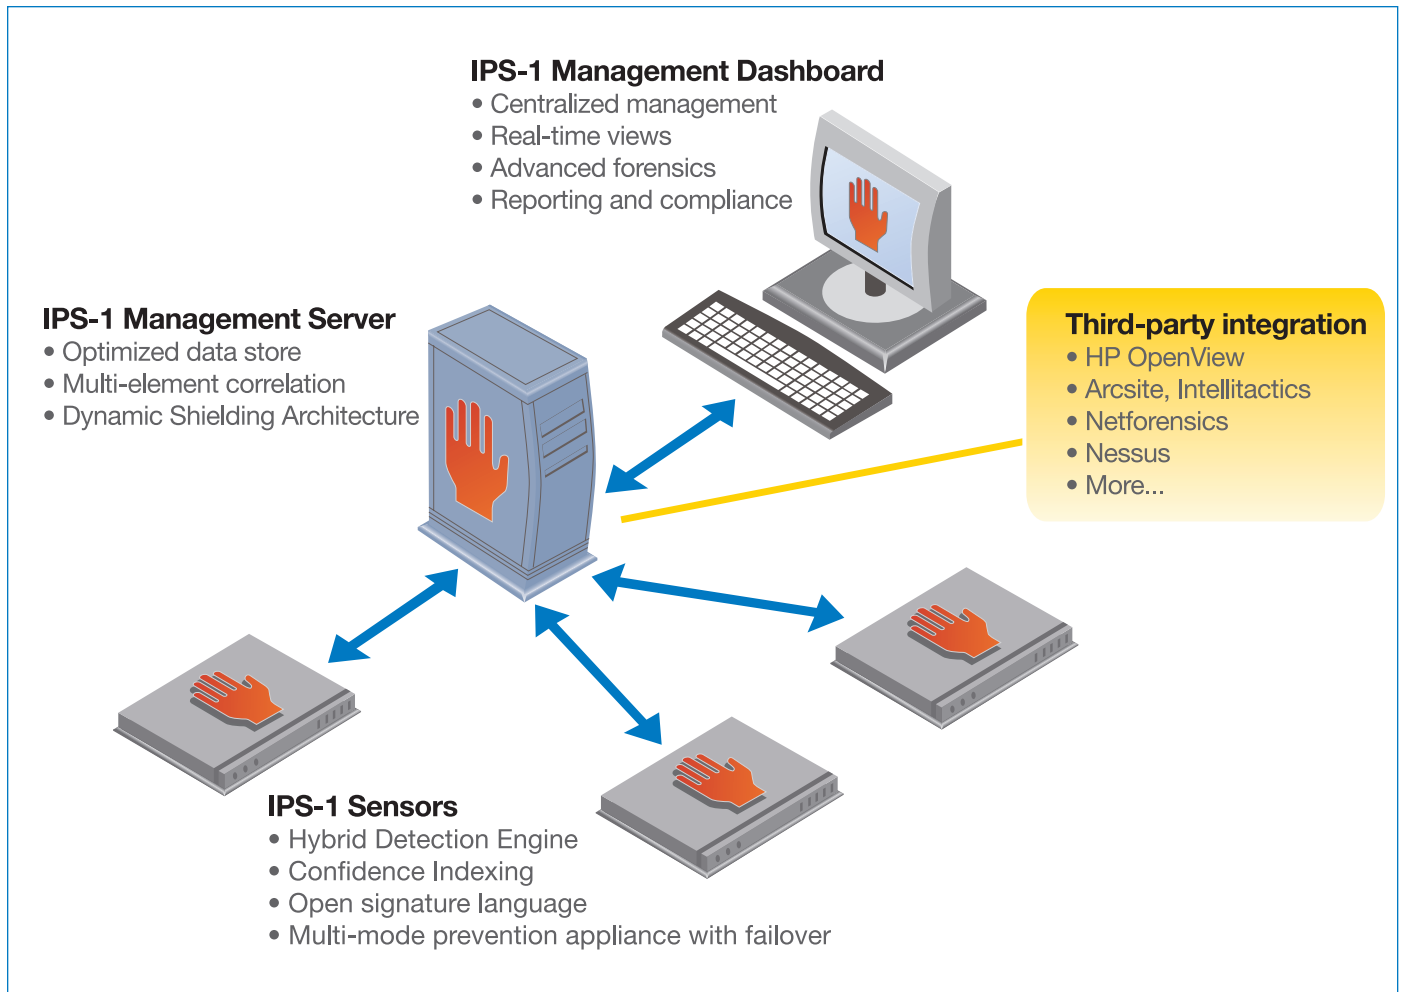 IPS-1 Management Dashboard
• Centralized management
• Real-time views
• Advanced forensics
• Reporting and compliance
IPS-1 Management Server
• Optimized data store
• Multi-element correlation
• Dynamic Shielding Architecture
Third-party integration
• HP OpenView
• Arcsite, Intellitactics
• Netforensics
• Nessus
• More...
IPS-1 Sensors
• Hybrid Detection Engine
• Confidence Indexing
• Open signature language
• Multi-mode prevention appliance with failover